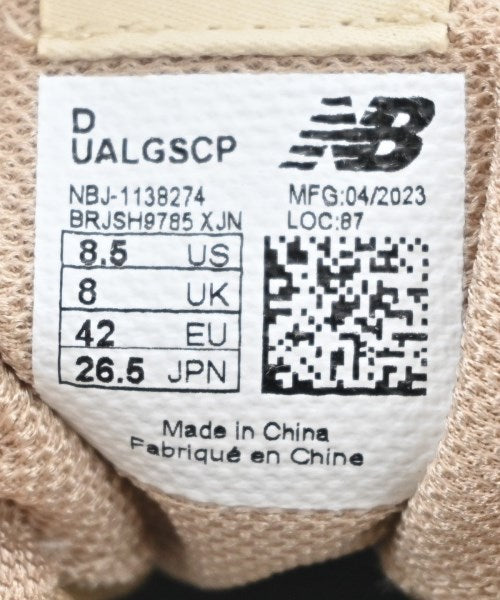 D
UALGSCP
NB
NBJ-1138274 MFG:04/2023
BRJSH9785 XJN LOC:87
8.5 US
8 UK
42 EU
26.5 JPN
Made in China
Fabriqué en Chine